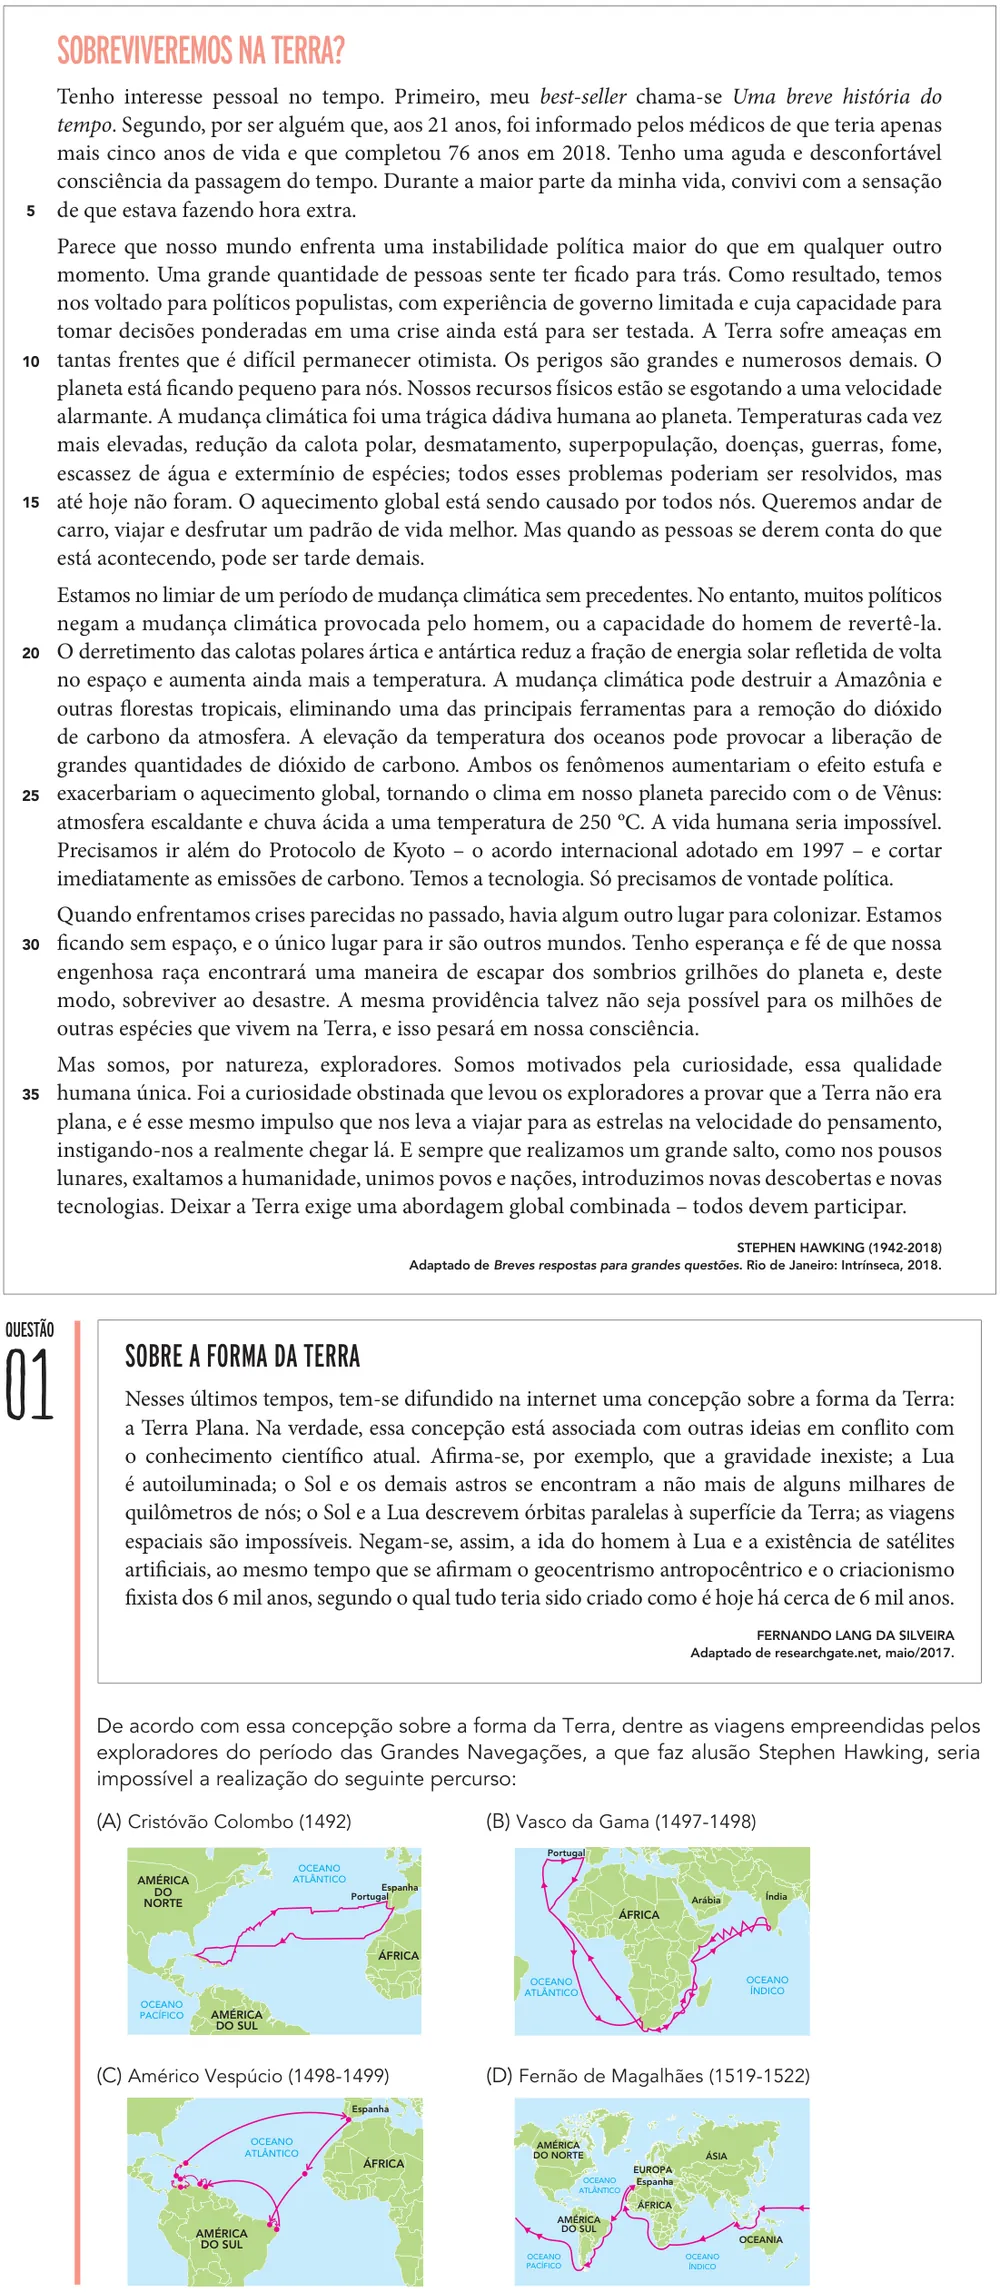 SOBREVIVEREMOS NA TERRA?
Tenho interesse pessoal no tempo. Primeiro, meu best-seller chama-se Uma breve história do
tempo. Segundo, por ser alguém que, aos 21 anos, foi informado pelos médicos de que teria apenas
mais cinco anos de vida e que completou 76 anos em 2018. Tenho uma aguda e desconfortável
consciência da passagem do tempo. Durante a maior parte da minha vida, convivi com a sensação
5 de que estava fazendo hora extra.
Parece que nosso mundo enfrenta uma instabilidade política maior do que em qualquer outro
momento. Uma grande quantidade de pessoas sente ter ficado para trás. Como resultado, temos
nos voltado para políticos populistas, com experiência de governo limitada e cuja capacidade para
tomar decisões ponderadas em uma crise ainda está para ser testada. A Terra sofre ameaças em
10 tantas frentes que é difícil permanecer otimista. Os perigos são grandes e numerosos demais. O
planeta está ficando pequeno para nós. Nossos recursos físicos estão se esgotando a uma velocidade
alarmante. A mudança climática foi uma trágica dádiva humana ao planeta. Temperaturas cada vez
mais elevadas, redução da calota polar, desmatamento, superpopulação, doenças, guerras, fome,
escassez de água e extermínio de espécies; todos esses problemas poderiam ser resolvidos, mas
15 até hoje não foram. O aquecimento global está sendo causado por todos nós. Queremos andar de
carro, viajar e desfrutar um padrão de vida melhor. Mas quando as pessoas se derem conta do que
está acontecendo, pode ser tarde demais.
Estamos no limiar de um período de mudança climática sem precedentes. No entanto, muitos políticos
negam a mudança climática provocada pelo homem, ou a capacidade do homem de revertê-la.
20 O derretimento das calotas polares ártica e antártica reduz a fração de energia solar refletida de volta
no espaço e aumenta ainda mais a temperatura. A mudança climática pode destruir a Amazônia e
outras florestas tropicais, eliminando uma das principais ferramentas para a remoção do dióxido
de carbono da atmosfera. A elevação da temperatura dos oceanos pode provocar a liberação de
grandes quantidades de dióxido de carbono. Ambos os fenômenos aumentariam o efeito estufa e
25 exacerbariam o aquecimento global, tornando o clima em nosso planeta parecido com o de Vênus:
atmosfera escaldante e chuva ácida a uma temperatura de 250 ºC. A vida humana seria impossível.
Precisamos ir além do Protocolo de Kyoto – o acordo internacional adotado em 1997 – e cortar
imediatamente as emissões de carbono. Temos a tecnologia. Só precisamos de vontade política.
Quando enfrentamos crises parecidas no passado, havia algum outro lugar para colonizar. Estamos
30 ficando sem espaço, e o único lugar para ir são outros mundos. Tenho esperança e fé de que nossa
engenhosa raça encontrará uma maneira de escapar dos sombrios grilhões do planeta e, deste
modo, sobreviver ao desastre. A mesma providência talvez não seja possível para os milhões de
outras espécies que vivem na Terra, e isso pesará em nossa consciência.
Mas somos, por natureza, exploradores. Somos motivados pela curiosidade, essa qualidade
35 humana única. Foi a curiosidade obstinada que levou os exploradores a provar que a Terra não era
plana, e é esse mesmo impulso que nos leva a viajar para as estrelas na velocidade do pensamento,
instigando-nos a realmente chegar lá. E sempre que realizamos um grande salto, como nos pousos
lunares, exaltamos a humanidade, unimos povos e nações, introduzimos novas descobertas e novas
tecnologias. Deixar a Terra exige uma abordagem global combinada – todos devem participar.
STEPHEN HAWKING (1942-2018)
Adaptado de Breves respostas para grandes questões. Rio de Janeiro: Intrínseca, 2018.
QUESTÃO
01
SOBRE A FORMA DA TERRA
Nesses últimos tempos, tem-se difundido na internet uma concepção sobre a forma da Terra:
a Terra Plana. Na verdade, essa concepção está associada com outras ideias em conflito com
o conhecimento científico atual. Afirma-se, por exemplo, que a gravidade inexiste; a Lua
é autoiluminada; o Sol e os demais astros se encontram a não mais de alguns milhares de
quilômetros de nós; o Sol e a Lua descrevem órbitas paralelas à superfície da Terra; as viagens
espaciais são impossíveis. Negam-se, assim, a ida do homem à Lua e a existência de satélites
artificiais, ao mesmo tempo que se afirmam o geocentrismo antropocêntrico e o criacionismo
fixista dos 6 mil anos, segundo o qual tudo teria sido criado como é hoje há cerca de 6 mil anos.
FERNANDO LANG DA SILVEIRA
Adaptado de researchgate.net, maio/2017.
De acordo com essa concepção sobre a forma da Terra, dentre as viagens empreendidas pelos
exploradores do período das Grandes Navegações, a que faz alusão Stephen Hawking, seria
impossível a realização do seguinte percurso:
(A) Cristóvão Colombo (1492)
AMÉRICA
DO
NORTE
OCEANO
ATLÂNTICO
Espanha
Portugal
ÁFRICA
OCEANO
PACÍFICO
AMÉRICA
DO SUL
(B) Vasco da Gama (1497-1498)
Portugal
ÁFRICA
Arábia
Índia
OCEANO
ATLÂNTICO
OCEANO
ÍNDICO
(C) Américo Vespúcio (1498-1499)
Espanha
OCEANO
ATLÂNTICO
ÁFRICA
AMÉRICA
DO SUL
(D) Fernão de Magalhães (1519-1522)
AMÉRICA
DO NORTE
ÁSIA
EUROPA
Espanha
OCEANO
ATLÂNTICO
ÁFRICA
AMÉRICA
DO SUL
OCEANIA
OCEANO
PACÍFICO
OCEANO
ÍNDICO